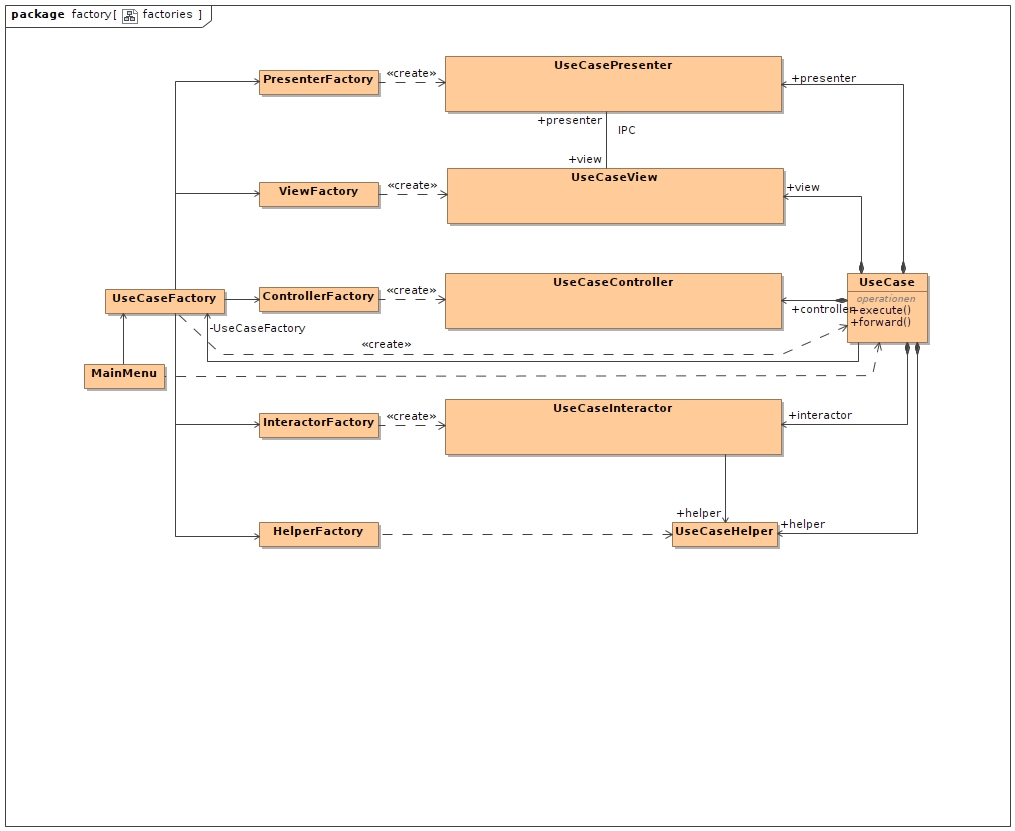 package factory[ factories ]
PresenterFactory
«create»
UseCasePresenter
+presenter
+presenter
IPC
+view
ViewFactory
«create»
UseCaseView
+view
UseCaseFactory
ControllerFactory
«create»
UseCaseController
+controller
UseCase
operationen
+execute()
+forward()
-UseCaseFactory
«create»
MainMenu
InteractorFactory
«create»
UseCaseInteractor
+interactor
+helper
HelperFactory
UseCaseHelper
+helper